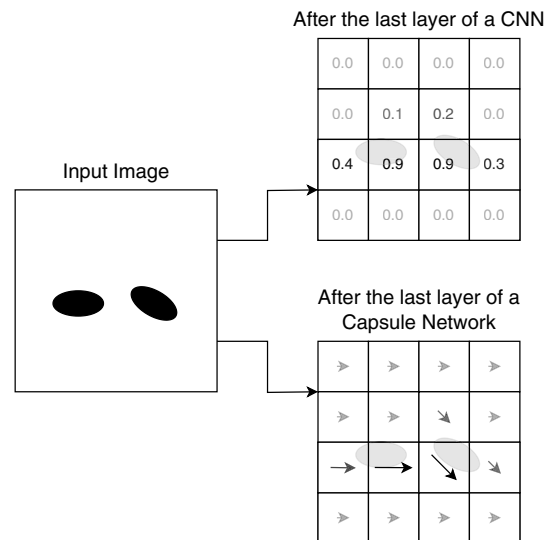 After the last layer of a CNN
0.0 0.0 0.0 0.0
0.0 0.1 0.2 0.0
0.4 0.9 0.9 0.3
0.0 0.0 0.0 0.0
Input Image
After the last layer of a
Capsule Network